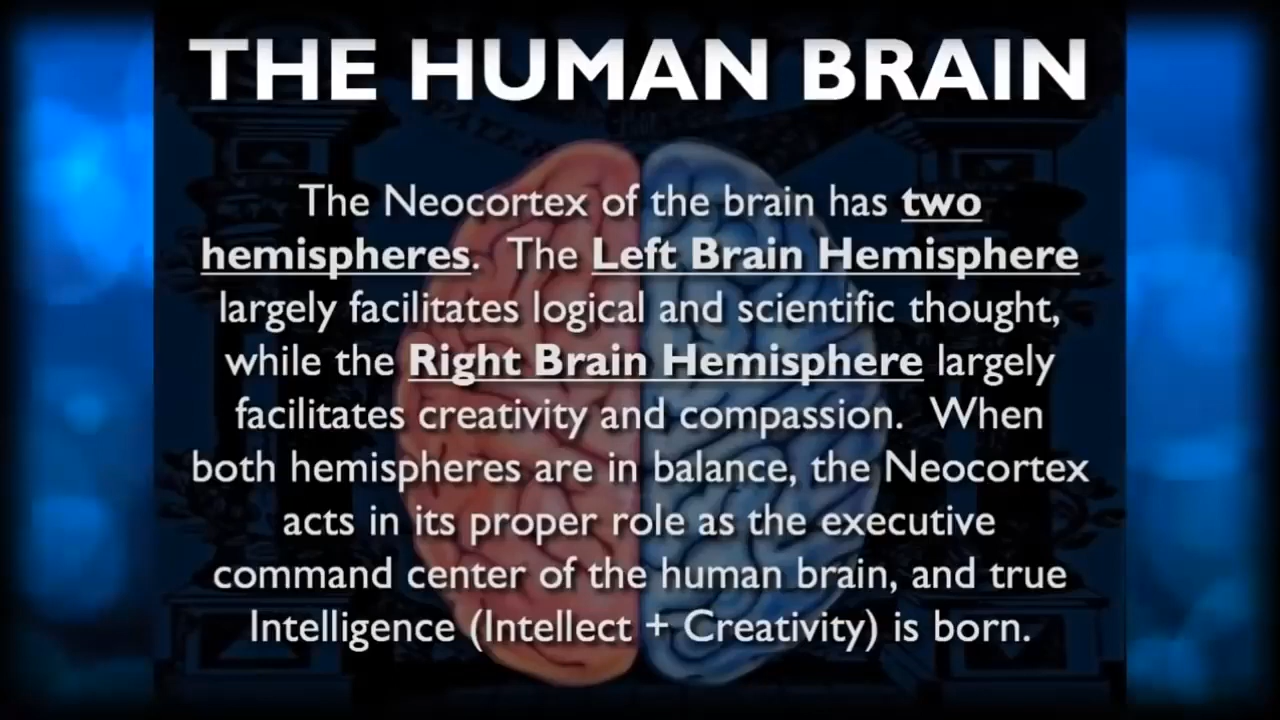 THE HUMAN BRAIN
The Neocortex of the brain has two
hemispheres. The Left Brain Hemisphere
largely facilitates logical and scientific thought,
while the Right Brain Hemisphere largely
facilitates creativity and compassion. When
both hemispheres are in balance, the Neocortex
acts in its proper role as the executive
command center of the human brain, and true
Intelligence (Intellect + Creativity) is born.